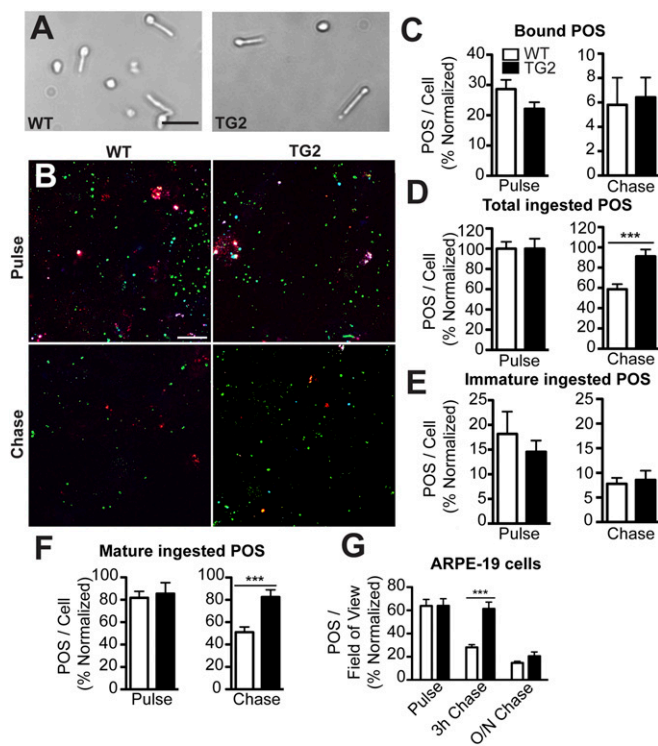 A
WT
TG2
WT
TG2
B
Pulse
Chase
C
Bound POS
WT
TG2
POS / Cell
(% Normalized)
40
30
20
10
0
Pulse
8
6
4
2
0
Chase
D
Total ingested POS
POS / Cell
(% Normalized)
120
100
80
60
40
20
0
Pulse
***
120
100
80
60
40
20
0
Chase
E
Immature ingested POS
POS / Cell
(% Normalized)
25
20
15
10
5
0
Pulse
25
20
15
10
5
0
Chase
F
Mature ingested POS
POS / Cell
(% Normalized)
100
80
60
40
20
0
Pulse
***
100
80
60
40
20
0
Chase
G
ARPE-19 cells
POS /
Field of View
(% Normalized)
80
60
40
20
0
***
Pulse
3h Chase
O/N Chase